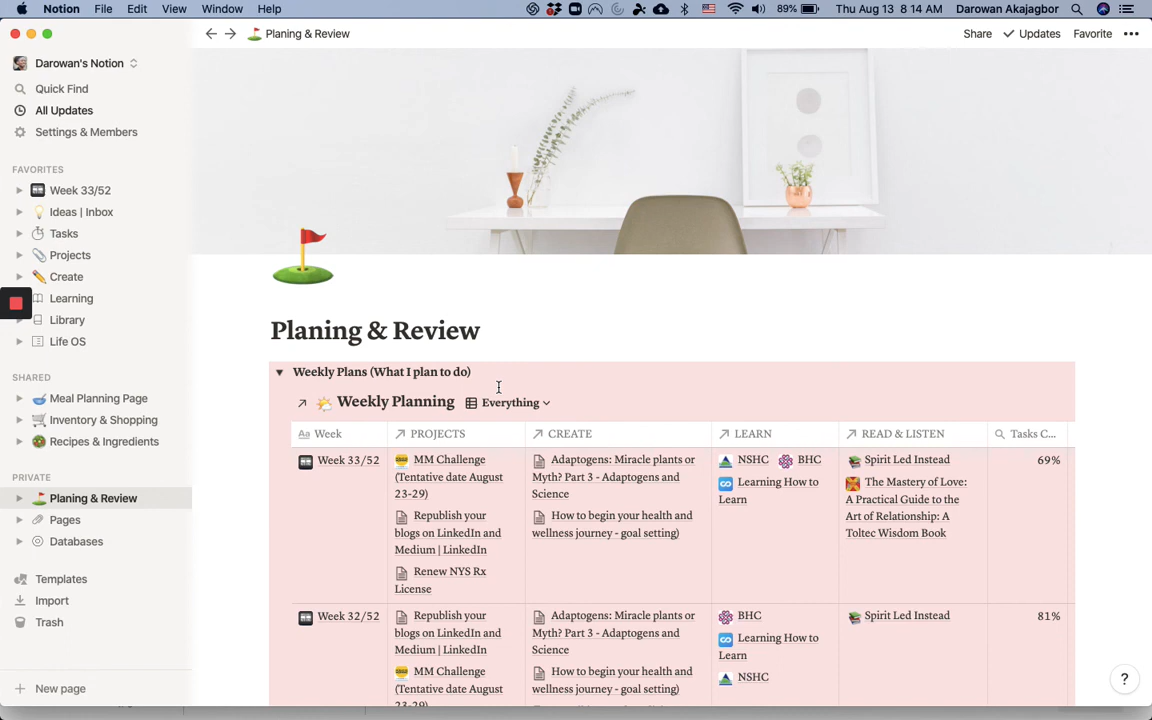 Notion File Edit View Window Help 89% Thu Aug 13 8:14 AM Darowan Akajagbor
Planing & Review Share Updates Favorite
Darowan's Notion
Quick Find
All Updates
Settings & Members
FAVORITES
Week 33/52
Ideas | Inbox
Tasks
Projects
Create
Learning
Library
Life OS
SHARED
Meal Planning Page
Inventory & Shopping
Recipes & Ingredients
PRIVATE
Planing & Review
Pages
Databases
Templates
Import
Trash
New page
Planing & Review
Weekly Plans (What I plan to do)
Weekly Planning Everything
Aa Week PROJECTS CREATE LEARN READ & LISTEN Tasks C...
Week 33/52
MM Challenge
(Tentative date August
23-29)
Republish your
blogs on LinkedIn and
Medium | LinkedIn
Renew NYS Rx
License
Adaptogens: Miracle plants or
Myth? Part 3 - Adaptogens and
Science
How to begin your health and
wellness journey - goal setting)
NSHC BHC
Learning How to
Learn
Spirit Led Instead
The Mastery of Love:
A Practical Guide to the
Art of Relationship: A
Toltec Wisdom Book
69%
Week 32/52
Republish your
blogs on LinkedIn and
Medium | LinkedIn
MM Challenge
(Tentative date August
23-29)
Adaptogens: Miracle plants or
Myth? Part 3 - Adaptogens and
Science
How to begin your health and
wellness journey - goal setting)
BHC
Learning How to
Learn
NSHC
Spirit Led Instead
81%
?